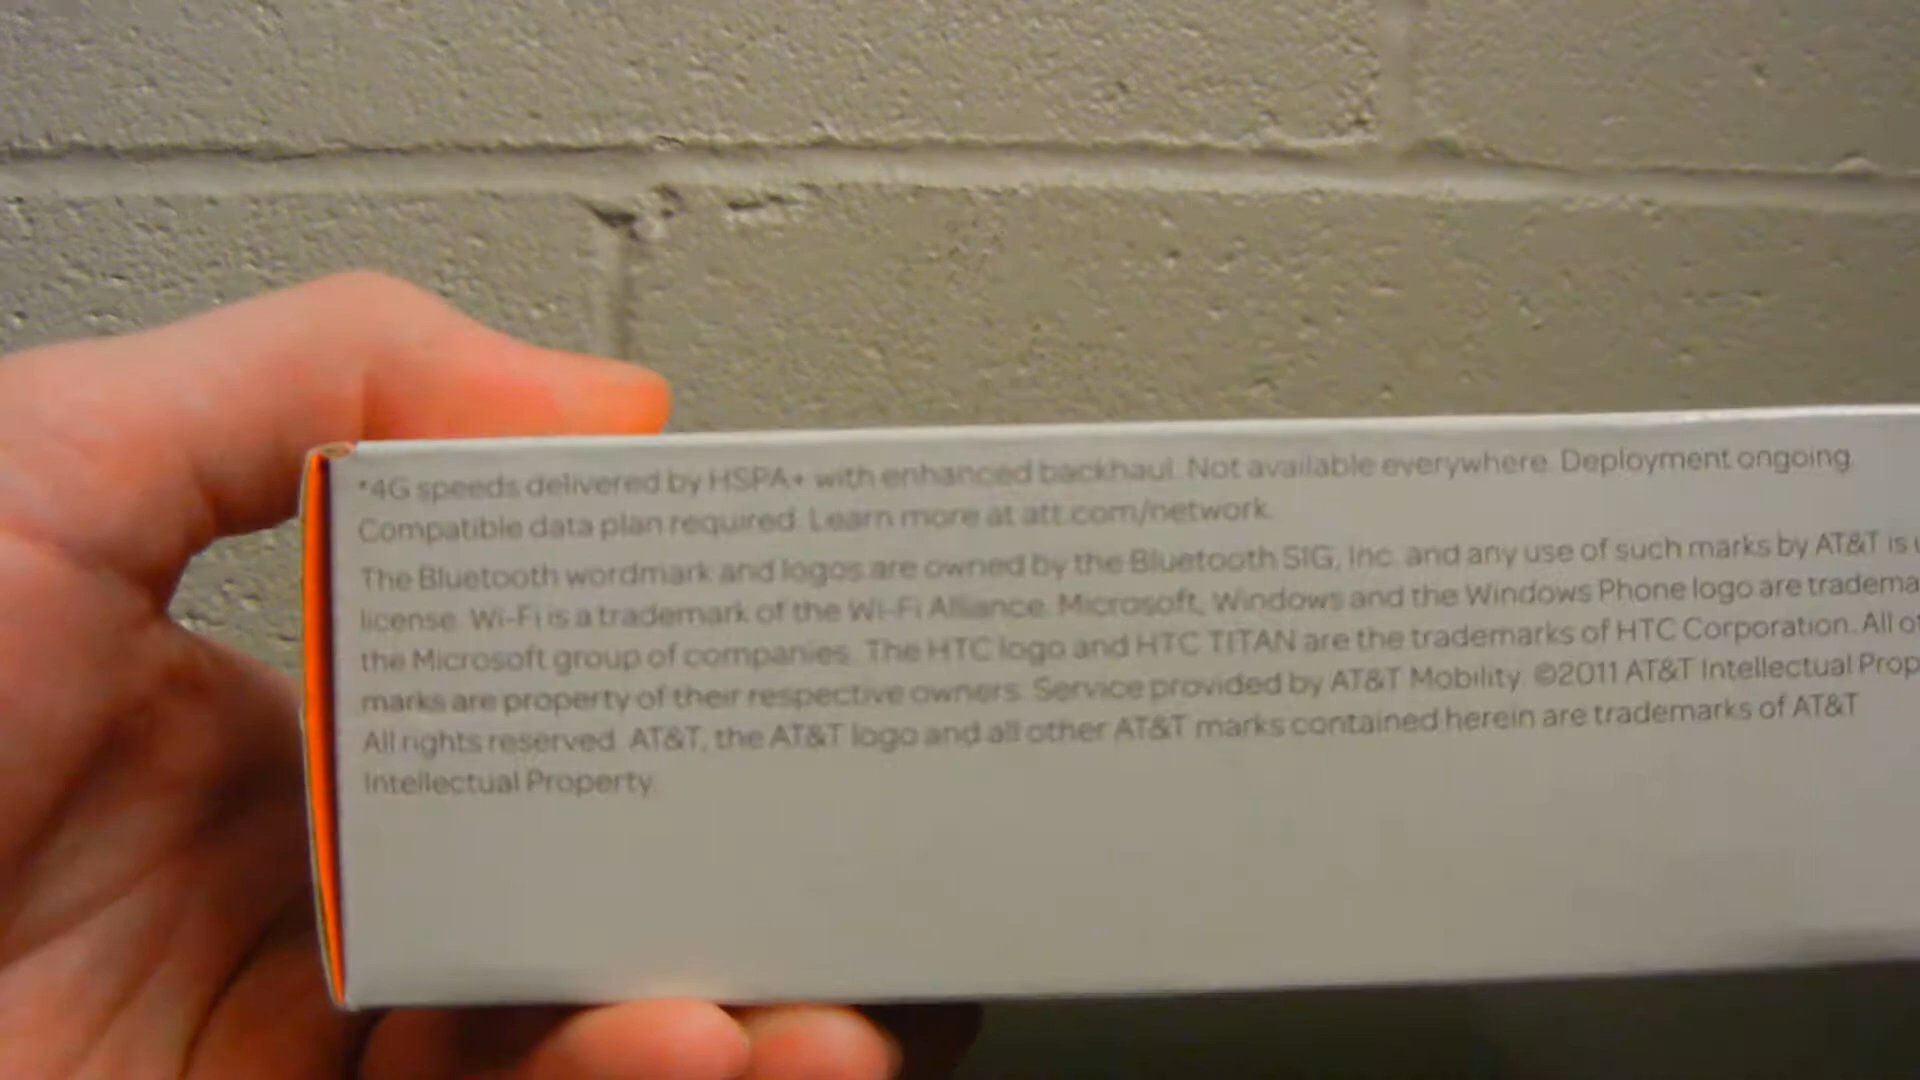 *4G speeds delivered by HSPA+ with enhanced backhaul. Not available everywhere. Deployment ongoing.
Compatible data plan required. Learn more at att.com/network.
The Bluetooth wordmark and logos are owned by the Bluetooth SIG, Inc. and any use of such marks by AT&T is
license. Wi-Fi is a trademark of the Wi-Fi Alliance. Microsoft, Windows and the Windows Phone logo are
the Microsoft group of companies. The HTC logo and HTC TITAN are the trademarks of HTC Corporation. All
marks are property of their respective owners. Service provided by AT&T Mobility. ©2011 AT&T Intellectual
All rights reserved. AT&T, the AT&T logo and all other AT&T marks contained herein are trademarks of AT&T
Intellectual Property.